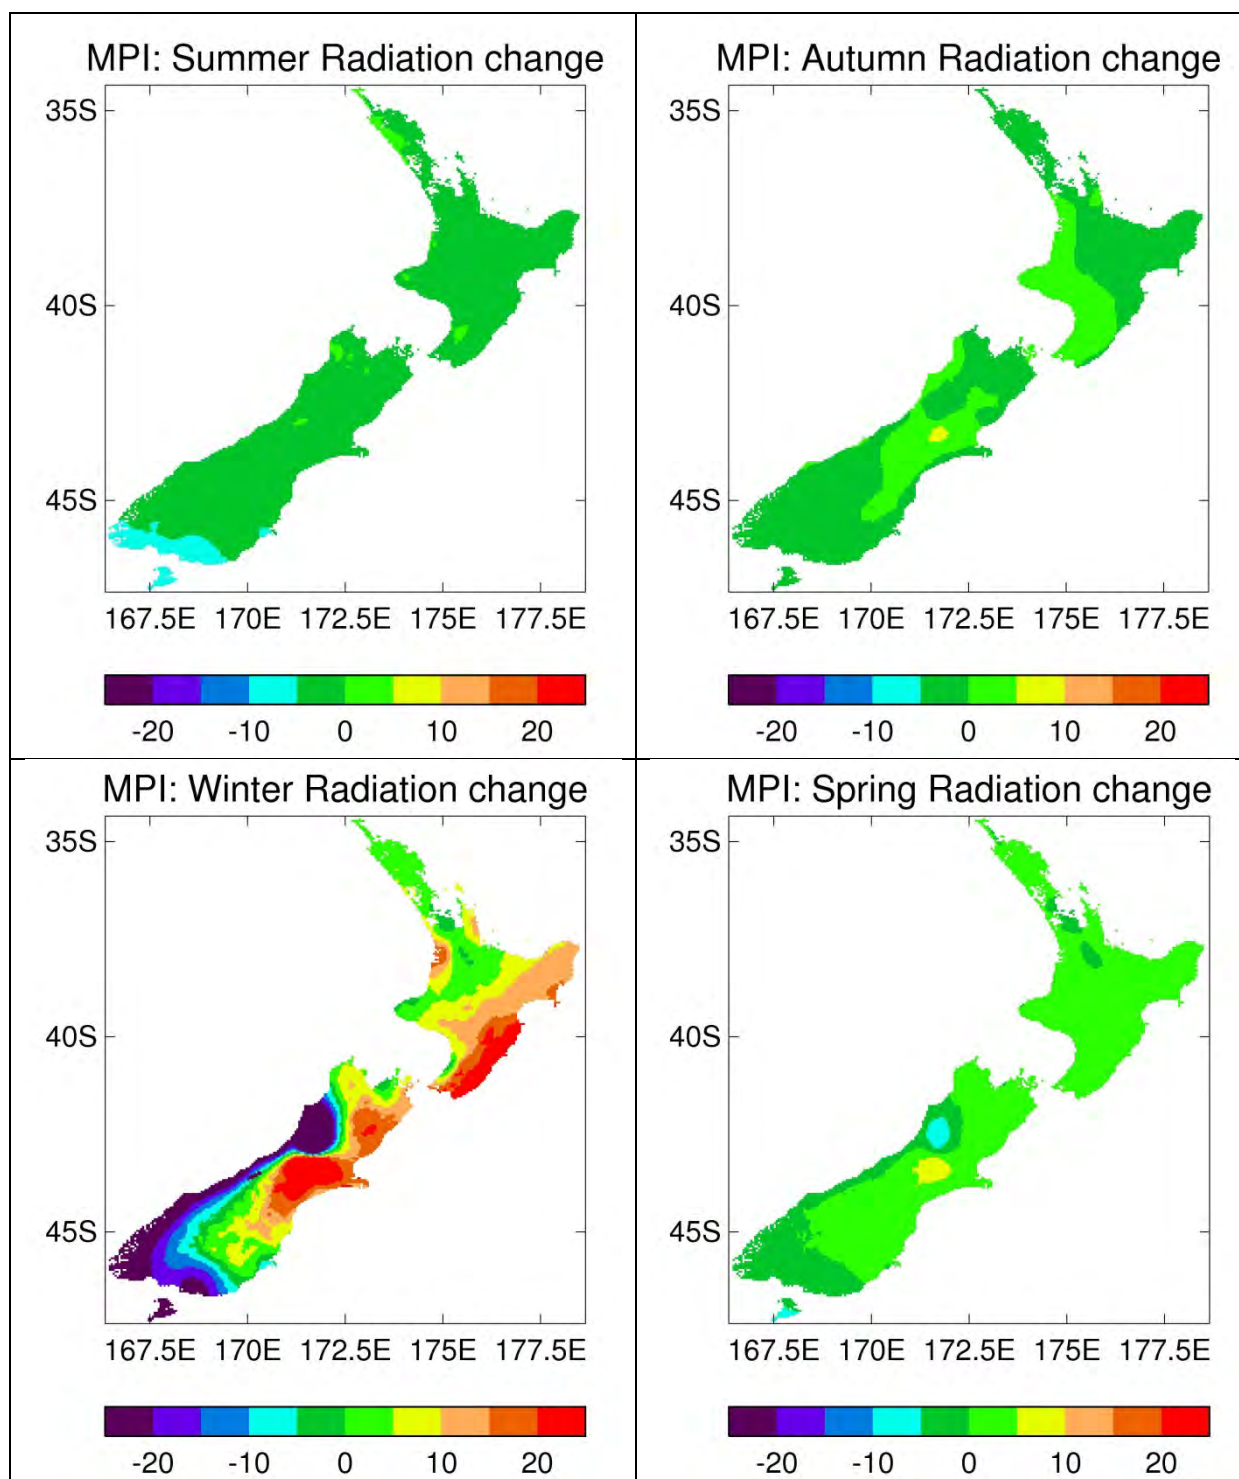 MPI: Summer Radiation change
35S
40S
45S
167.5E 170E 172.5E 175E 177.5E
-20 -10 0 10 20
MPI: Autumn Radiation change
35S
40S
45S
167.5E 170E 172.5E 175E 177.5E
-20 -10 0 10 20
MPI: Winter Radiation change
35S
40S
45S
167.5E 170E 172.5E 175E 177.5E
-20 -10 0 10 20
MPI: Spring Radiation change
35S
40S
45S
167.5E 170E 172.5E 175E 177.5E
-20 -10 0 10 20